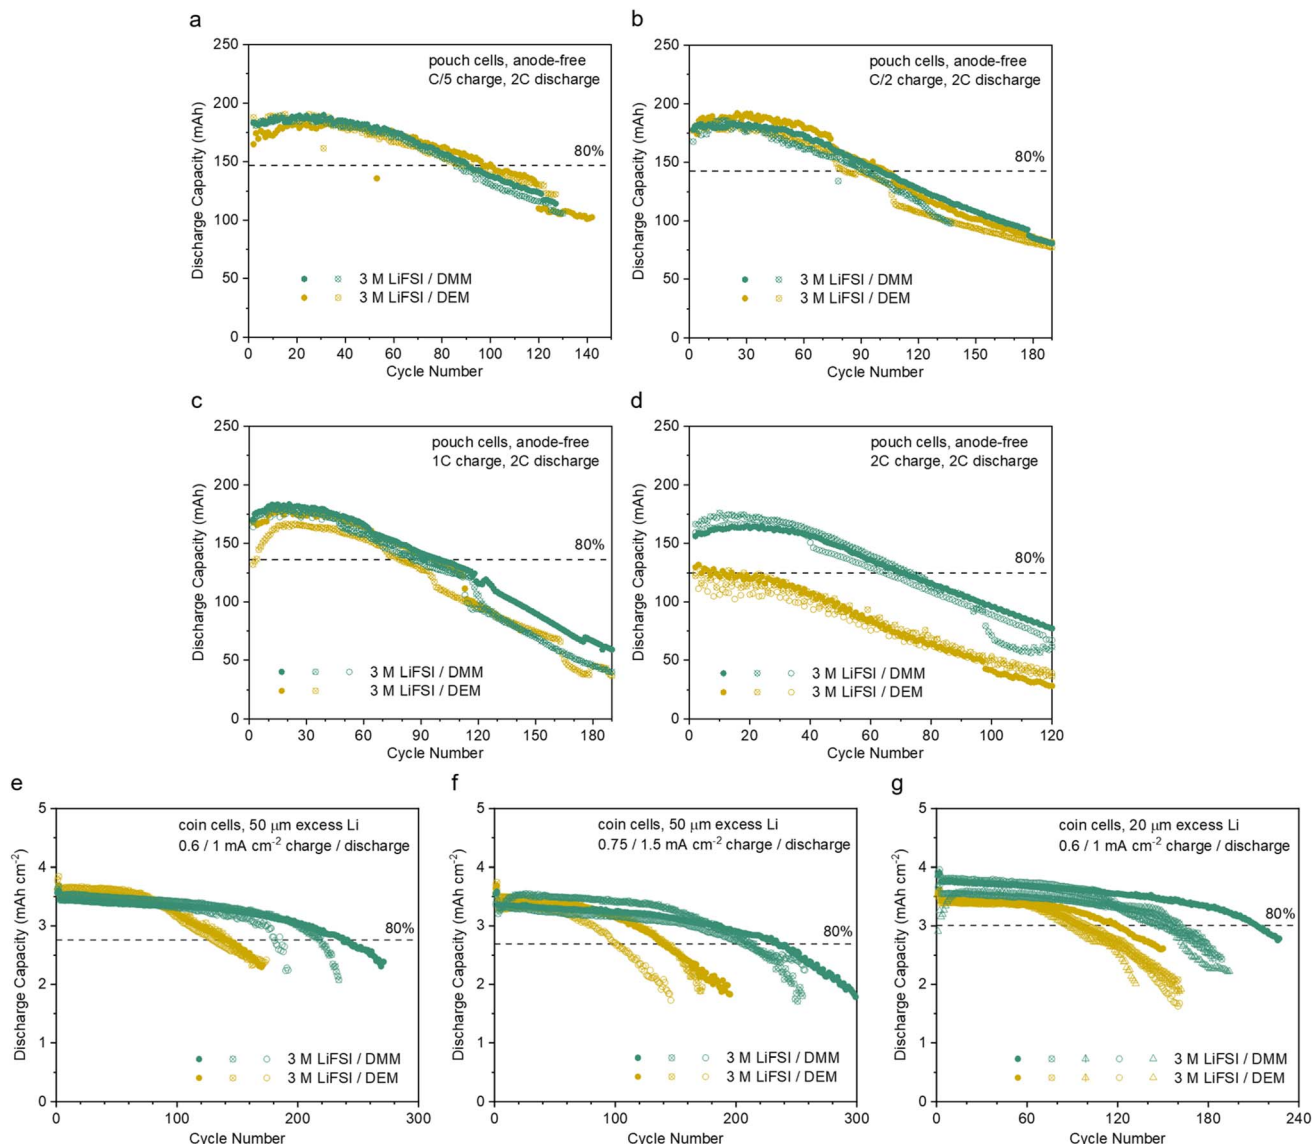 a
250
200
150
100
50
0
Discharge Capacity (mAh)
pouch cells, anode-free
C/5 charge, 2C discharge
80%
3 M LiFSI / DMM
3 M LiFSI / DEM
0 20 40 60 80 100 120 140
Cycle Number
b
250
200
150
100
50
0
Discharge Capacity (mAh)
pouch cells, anode-free
C/2 charge, 2C discharge
80%
3 M LiFSI / DMM
3 M LiFSI / DEM
0 30 60 90 120 150 180
Cycle Number
c
250
200
150
100
50
0
Discharge Capacity (mAh)
pouch cells, anode-free
1C charge, 2C discharge
80%
3 M LiFSI / DMM
3 M LiFSI / DEM
0 30 60 90 120 150 180
Cycle Number
d
250
200
150
100
50
0
Discharge Capacity (mAh)
pouch cells, anode-free
2C charge, 2C discharge
80%
3 M LiFSI / DMM
3 M LiFSI / DEM
0 20 40 60 80 100 120
Cycle Number
e
5
4
3
2
1
0
Discharge Capacity (mAh cm⁻²)
coin cells, 50 μm excess Li
0.6 / 1 mA cm⁻² charge / discharge
80%
3 M LiFSI / DMM
3 M LiFSI / DEM
0 100 200 300
Cycle Number
f
5
4
3
2
1
0
Discharge Capacity (mAh cm⁻²)
coin cells, 50 μm excess Li
0.75 / 1.5 mA cm⁻² charge / discharge
80%
3 M LiFSI / DMM
3 M LiFSI / DEM
0 100 200 300
Cycle Number
g
5
4
3
2
1
0
Discharge Capacity (mAh cm⁻²)
coin cells, 20 μm excess Li
0.6 / 1 mA cm⁻² charge / discharge
80%
3 M LiFSI / DMM
3 M LiFSI / DEM
0 60 120 180 240
Cycle Number